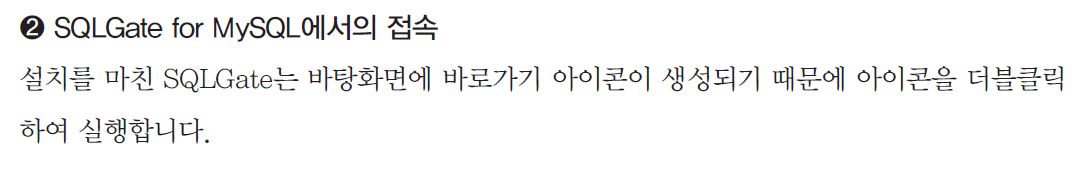 ❷ SQLGate for MySQL에서의 접속
설치를 마친 SQLGate는 바탕화면에 바로가기 아이콘이 생성되기 때문에 아이콘을 더블클릭
하여 실행합니다.